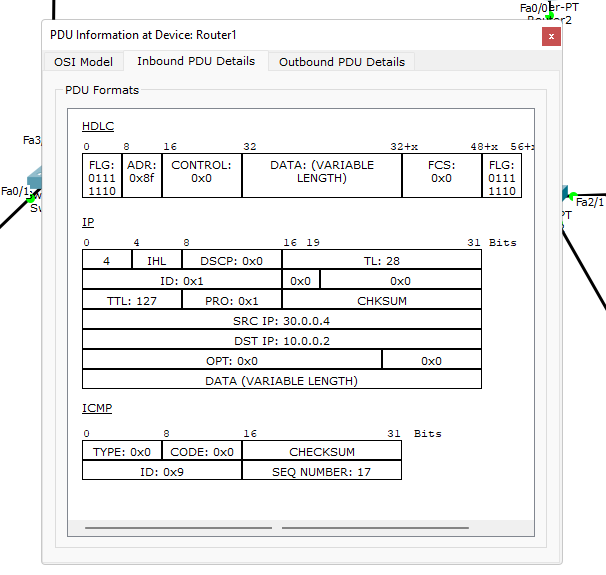 Fa0/0
er-PT
Router2
PDU Information at Device: Router1
x
OSI Model Inbound PDU Details Outbound PDU Details
PDU Formats
HDLC
0 8 16 32 32+x 48+x 56+x
FLG: 0111 1110 ADR: 0x8f CONTROL: 0x0 DATA: (VARIABLE LENGTH) FCS: 0x0 FLG: 0111 1110
IP
0 4 8 16 19 31 Bits
4 IHL DSCP: 0x0 TL: 28
ID: 0x1 0x0 0x0
TTL: 127 PRO: 0x1 CHKSUM
SRC IP: 30.0.0.4
DST IP: 10.0.0.2
OPT: 0x0 0x0
DATA (VARIABLE LENGTH)
ICMP
0 8 16 31 Bits
TYPE: 0x0 CODE: 0x0 CHECKSUM
ID: 0x9 SEQ NUMBER: 17
Fa3/
Fa0/1
Sw
Fa2/1
PT